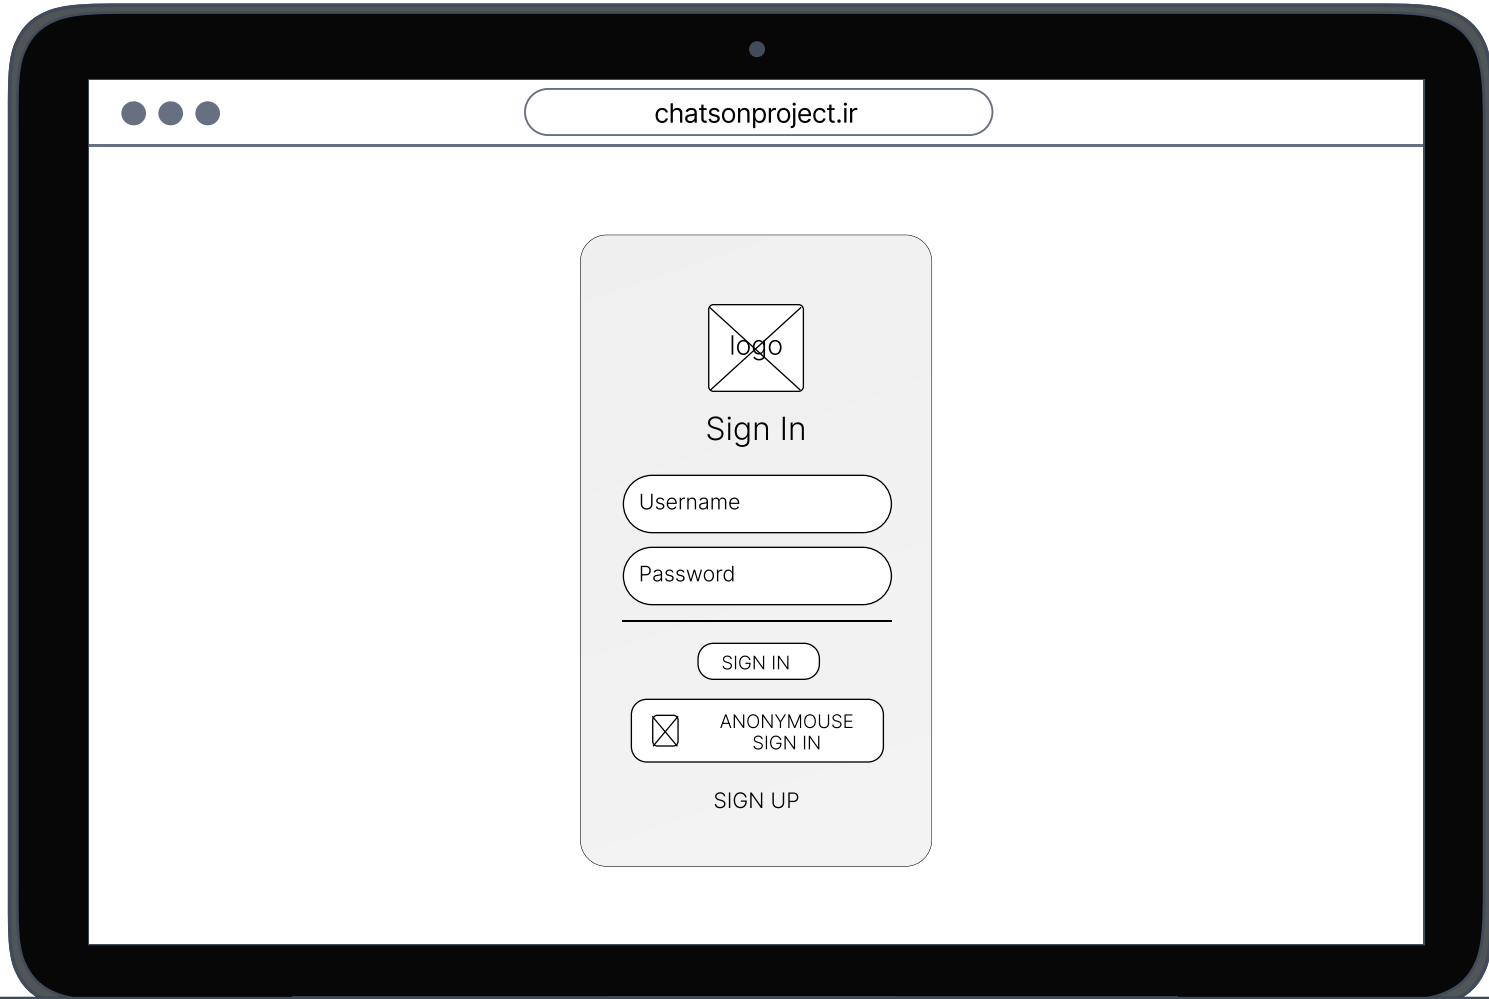 chatsonproject.ir
logo
Sign In
Username
Password
SIGN IN
ANONYMOUSE
SIGN IN
SIGN UP